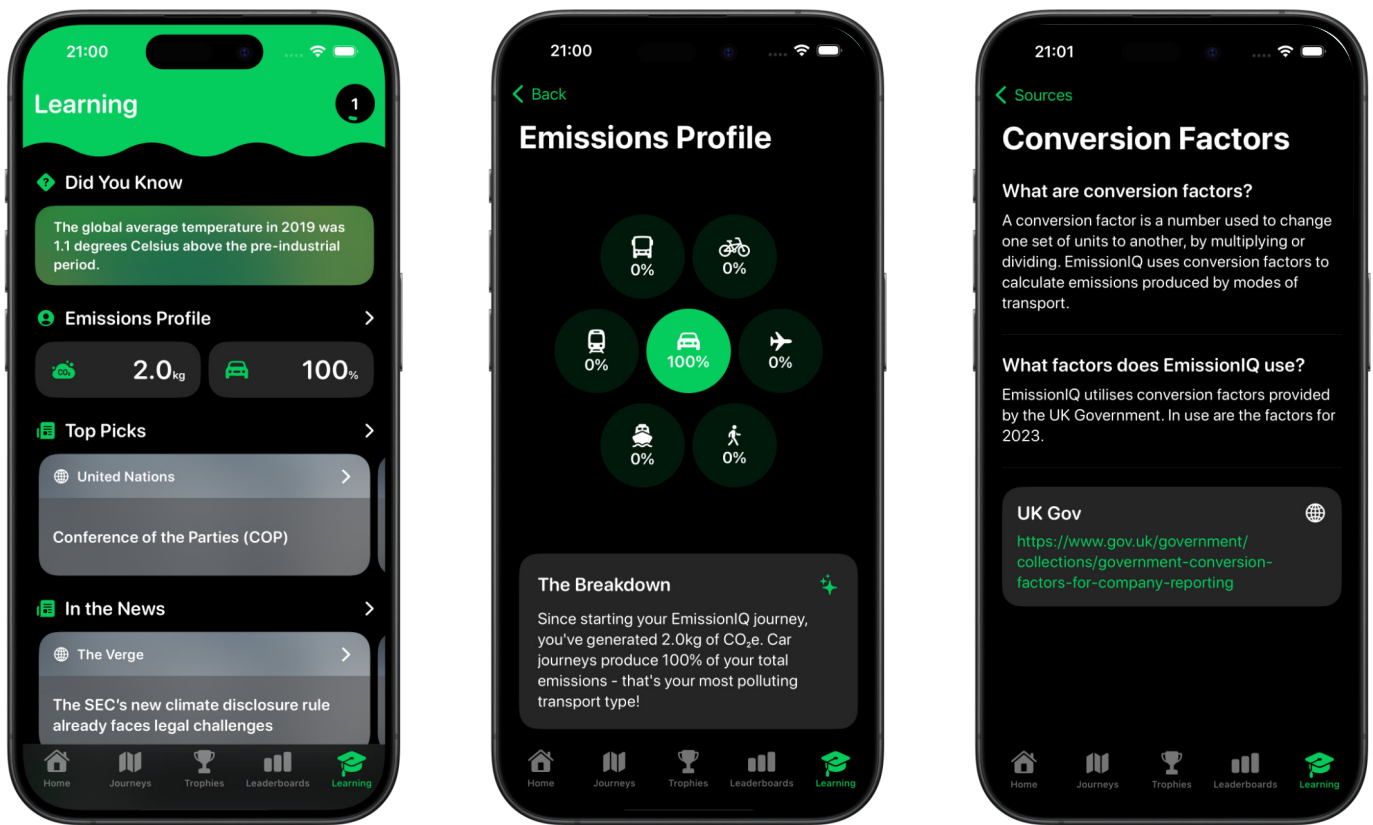 21:00
Learning
1
Did You Know
The global average temperature in 2019 was
1.1 degrees Celsius above the pre-industrial
period.
Emissions Profile
CO₂
2.0kg
100%
Top Picks
United Nations
Conference of the Parties (COP)
In the News
The Verge
The SEC's new climate disclosure rule
already faces legal challenges
Home
Journeys
Trophies
Leaderboards
Learning
21:00
Back
Emissions Profile
0%
0%
0%
100%
0%
0%
0%
The Breakdown
Since starting your EmissionIQ journey,
you've generated 2.0kg of CO₂e. Car
journeys produce 100% of your total
emissions - that's your most polluting
transport type!
Home
Journeys
Trophies
Leaderboards
Learning
21:01
Sources
Conversion Factors
What are conversion factors?
A conversion factor is a number used to change
one set of units to another, by multiplying or
dividing. EmissionIQ uses conversion factors to
calculate emissions produced by modes of
transport.
What factors does EmissionIQ use?
EmissionIQ utilises conversion factors provided
by the UK Government. In use are the factors for
2023.
UK Gov
https://www.gov.uk/government/
collections/government-conversion-
factors-for-company-reporting
Home
Journeys
Trophies
Leaderboards
Learning